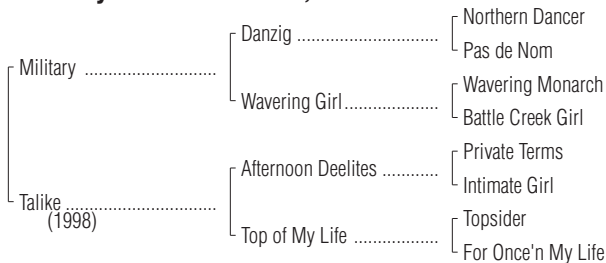 Northern Dancer
Danzig ..............................
Pas de Nom
Military ............................
Wavering Monarch
Wavering Girl.....................
Battle Creek Girl
Private Terms
Afternoon Deelites ............
Intimate Girl
Talike ................................
(1998)
Topsider
Top of My Life ..................
For Once'n My Life